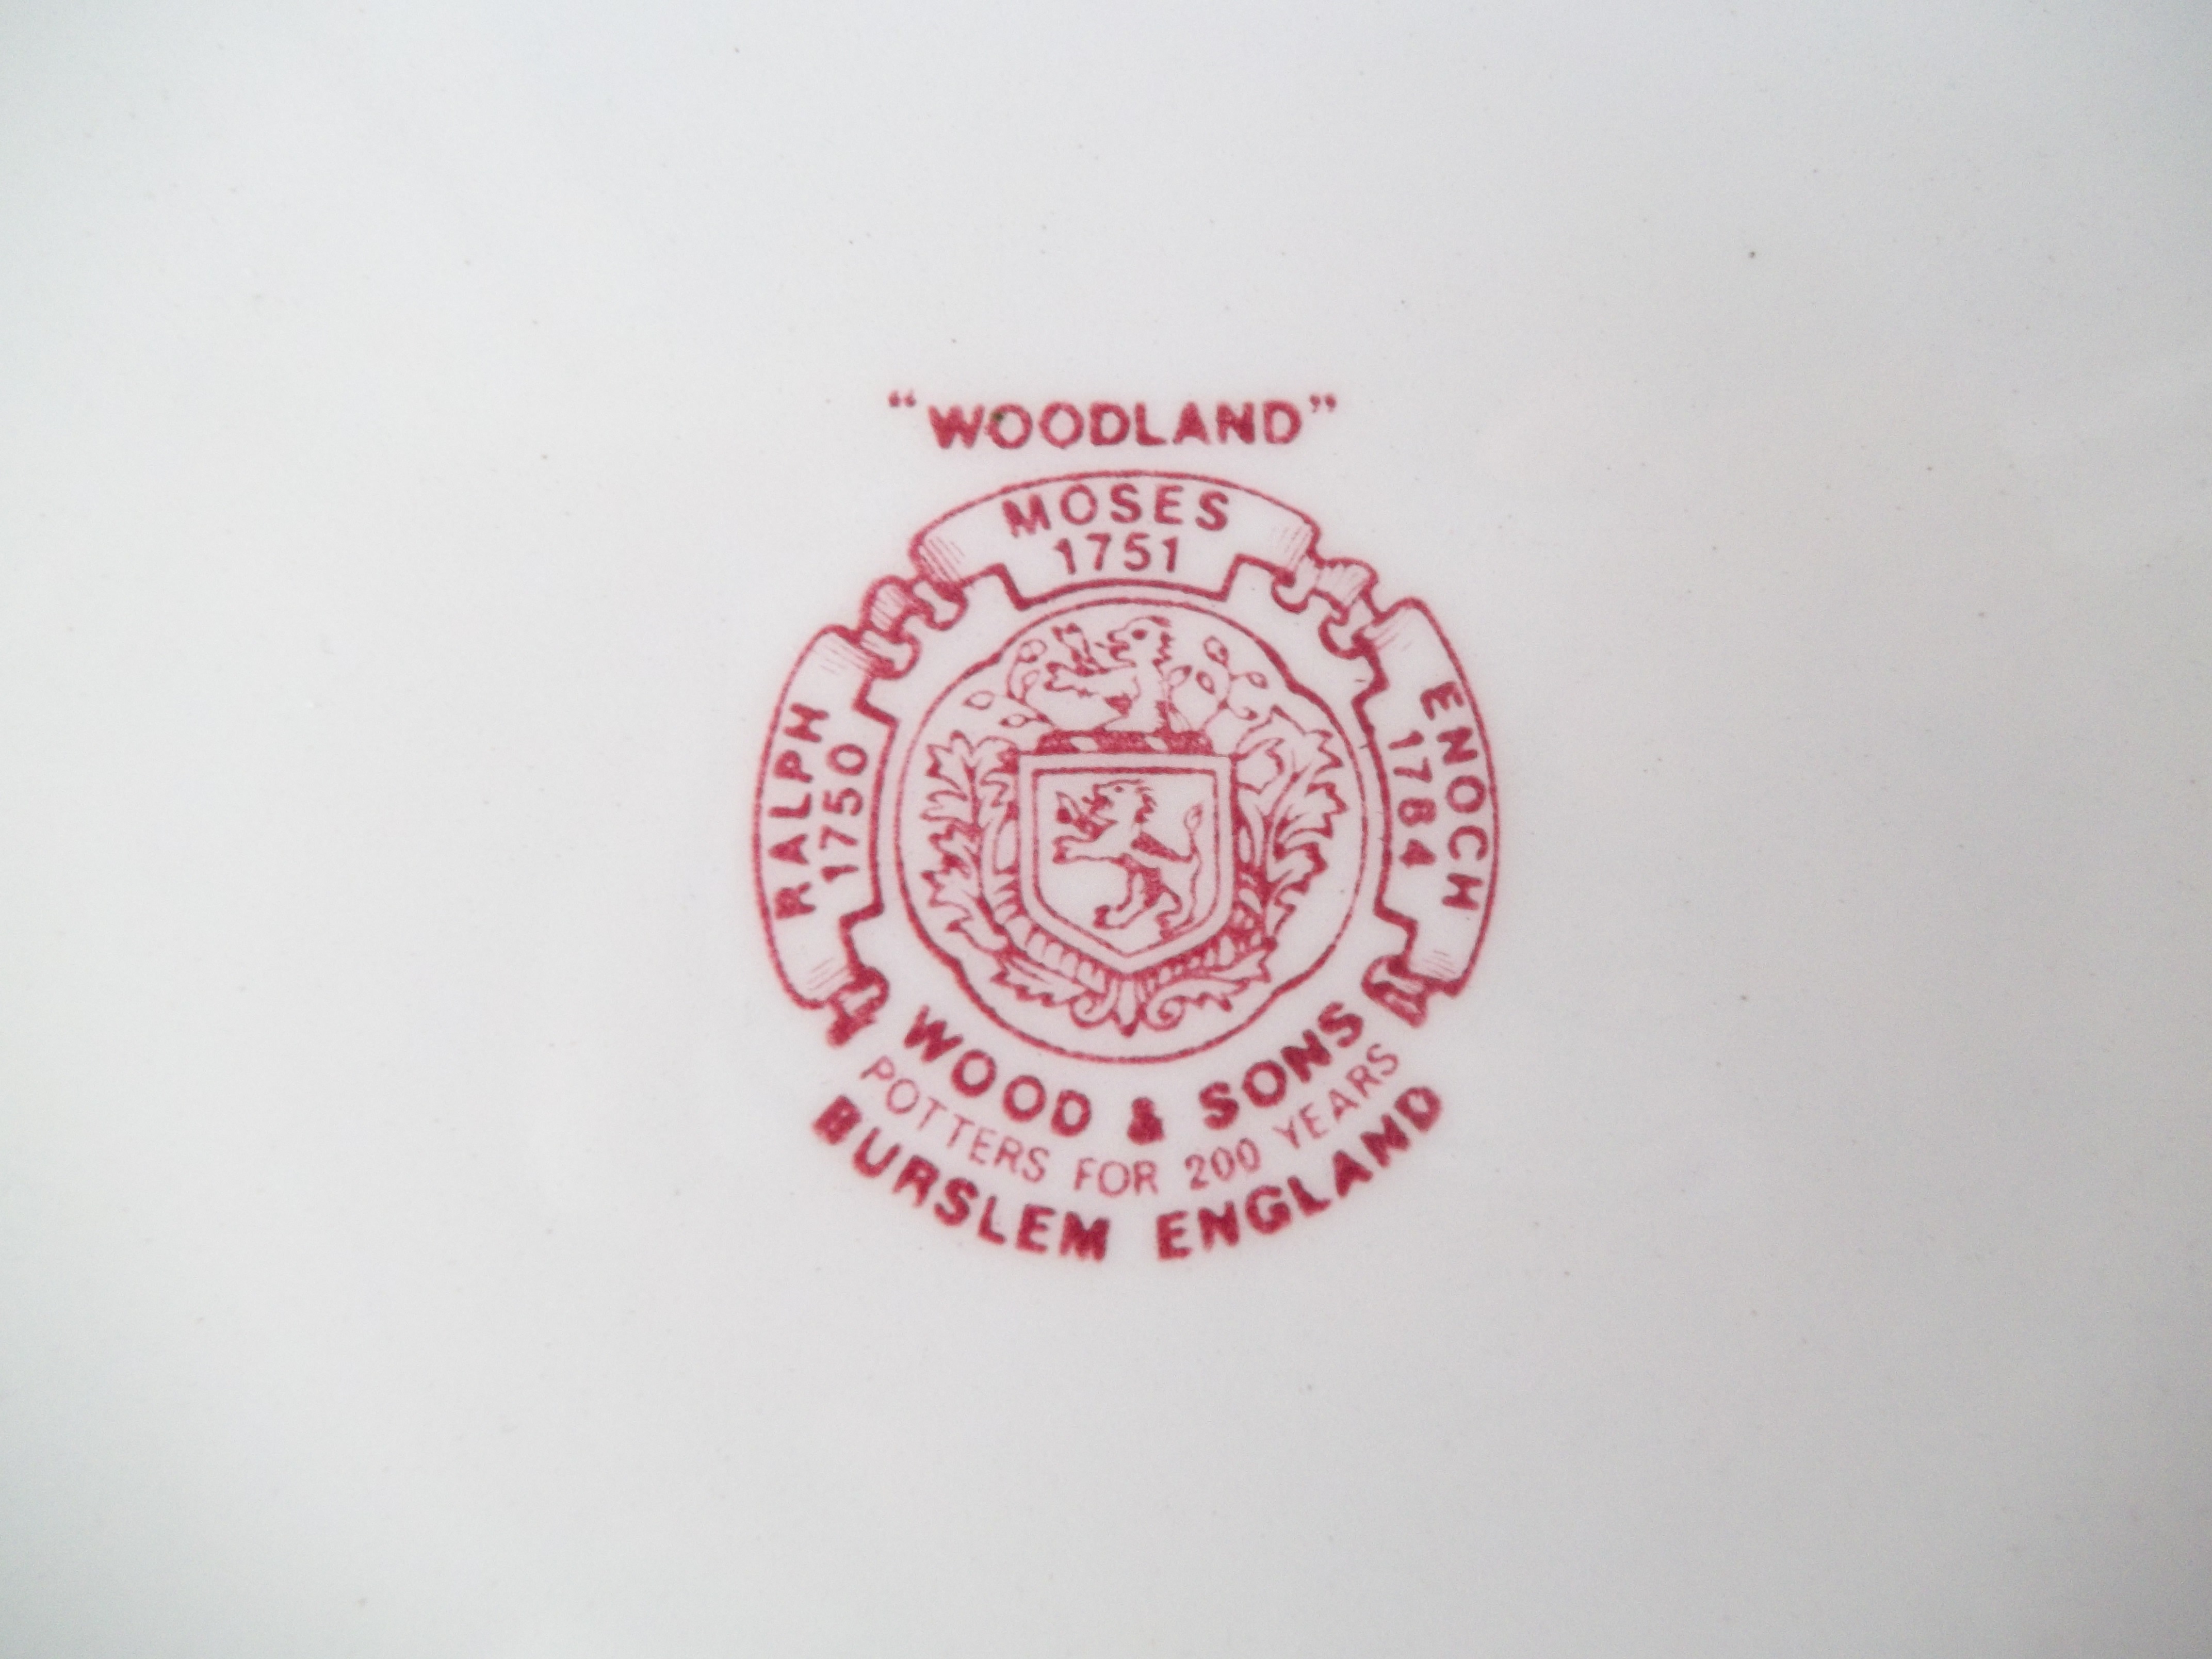 “WOODLAND”
MOSES
1751
RALPH
1750
ENOCH
1784
WOOD & SONS
POTTERS FOR 200 YEARS
BURSLEM ENGLAND